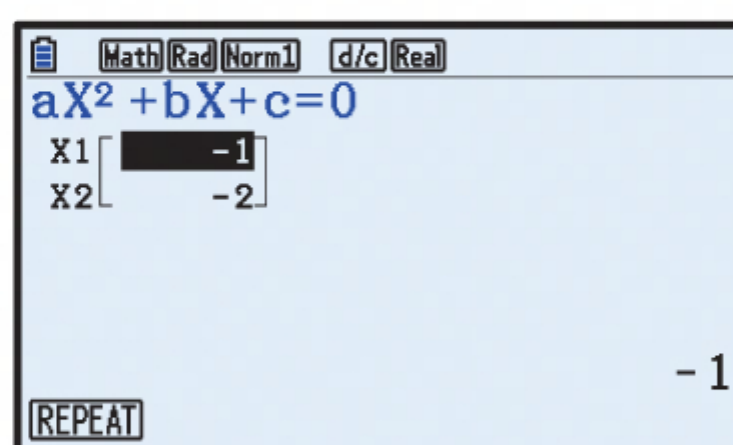 Math Rad Norm1 d/c Real
aX² +bX+c=0
X1[ -1]
X2[ -2]
-1
REPEAT